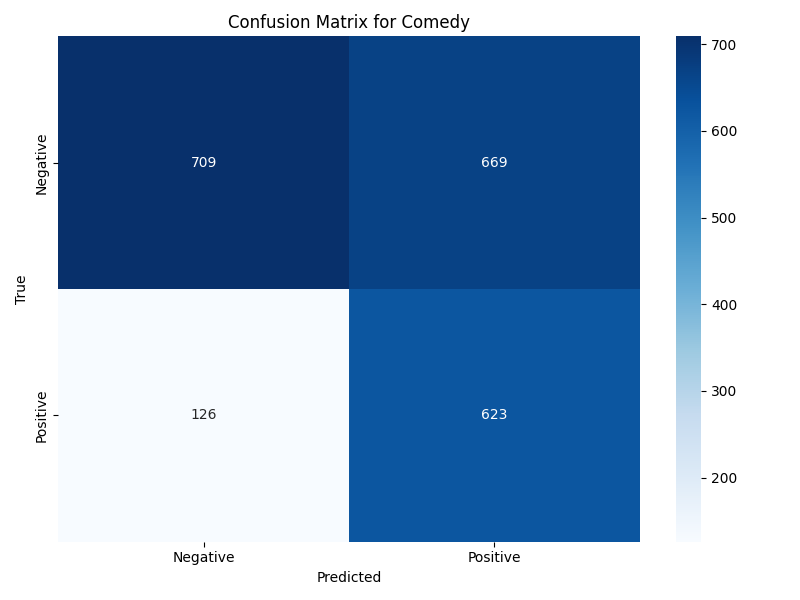 Confusion Matrix for Comedy
700
600
500
400
300
200
True
Negative
Positive
709 669
126 623
Negative Positive
Predicted